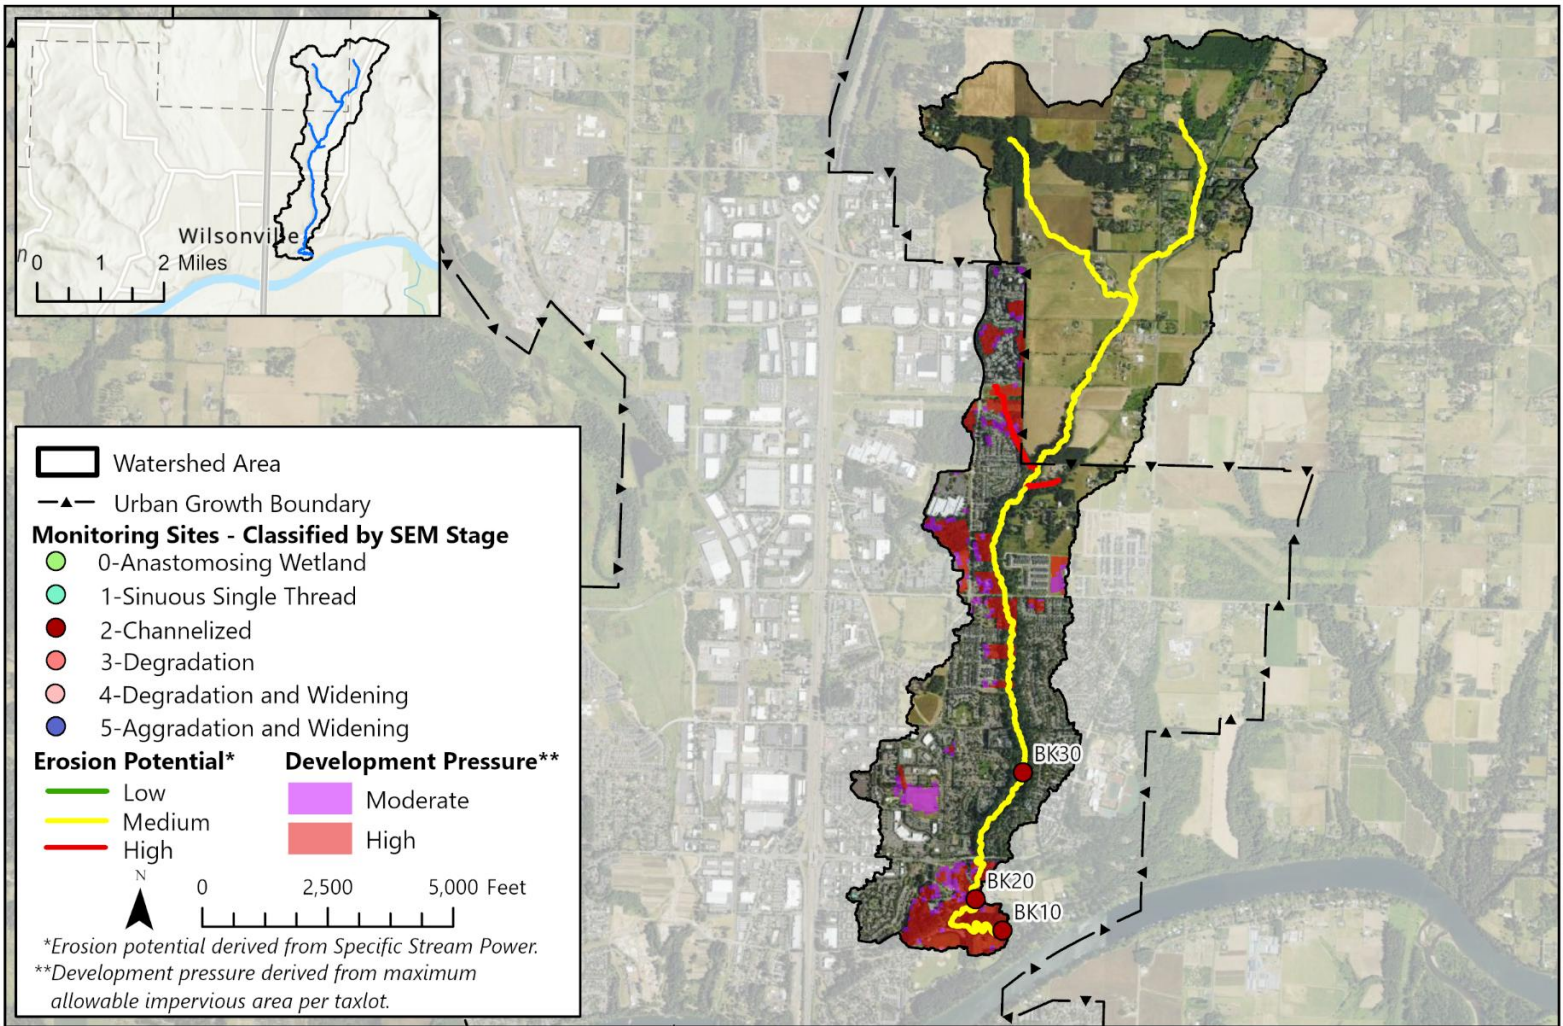 Wilsonville
n
0 1 2 Miles
Watershed Area
Urban Growth Boundary
Monitoring Sites - Classified by SEM Stage
0-Anastomosing Wetland
1-Sinuous Single Thread
2-Channelized
3-Degradation
4-Degradation and Widening
5-Aggradation and Widening
Erosion Potential*
Low
Medium
High
Development Pressure**
Moderate
High
N
0 2,500 5,000 Feet
*Erosion potential derived from Specific Stream Power.
**Development pressure derived from maximum
allowable impervious area per taxlot.
BK30
BK20
BK10